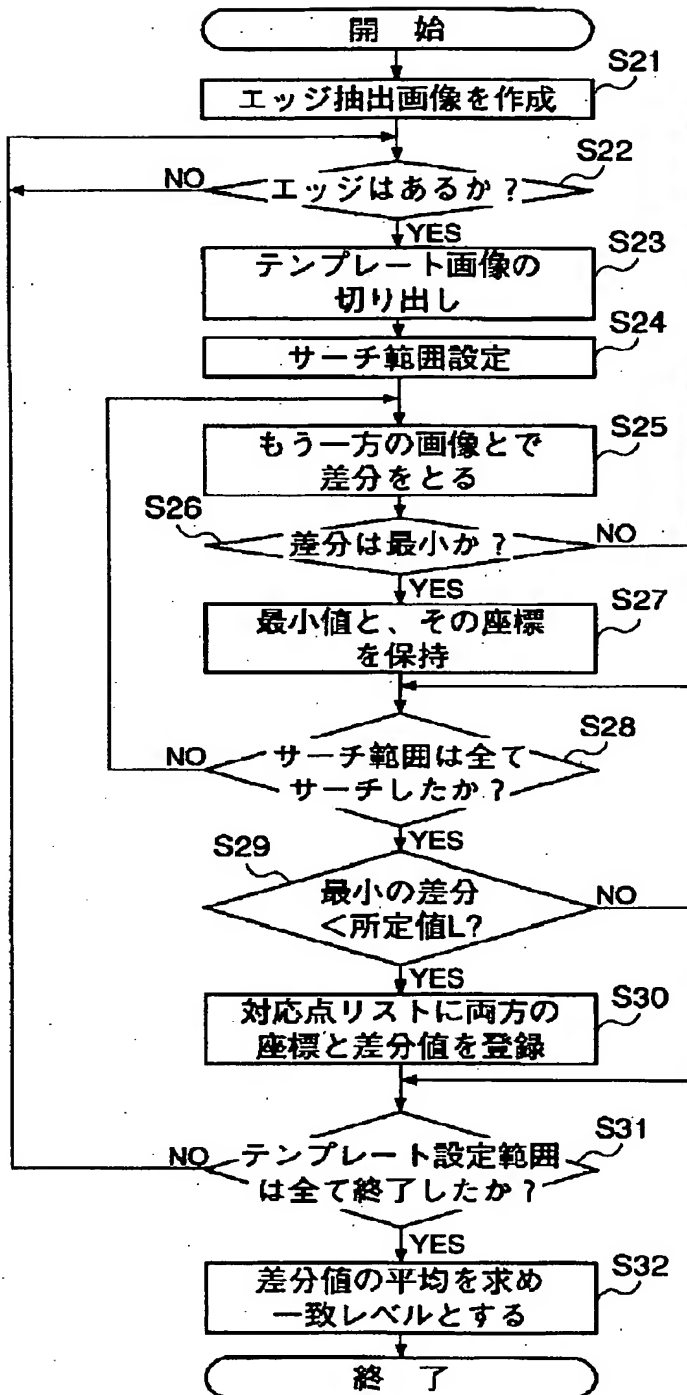 開 始
S21
エッジ抽出画像を作成
S22
NO
エッジはあるか？
YES
S23
テンプレート画像の
切り出し
S24
サーチ範囲設定
S25
もう一方の画像とで
差分をとる
S26
差分は最小か？
NO
YES
S27
最小値と、その座標
を保持
S28
NO
サーチ範囲は全て
サーチしたか？
YES
S29
最小の差分
＜所定値L?
NO
YES
S30
対応点リストに両方の
座標と差分値を登録
S31
NO
テンプレート設定範囲
は全て終了したか？
YES
S32
差分値の平均を求め
一致レベルとする
終 了